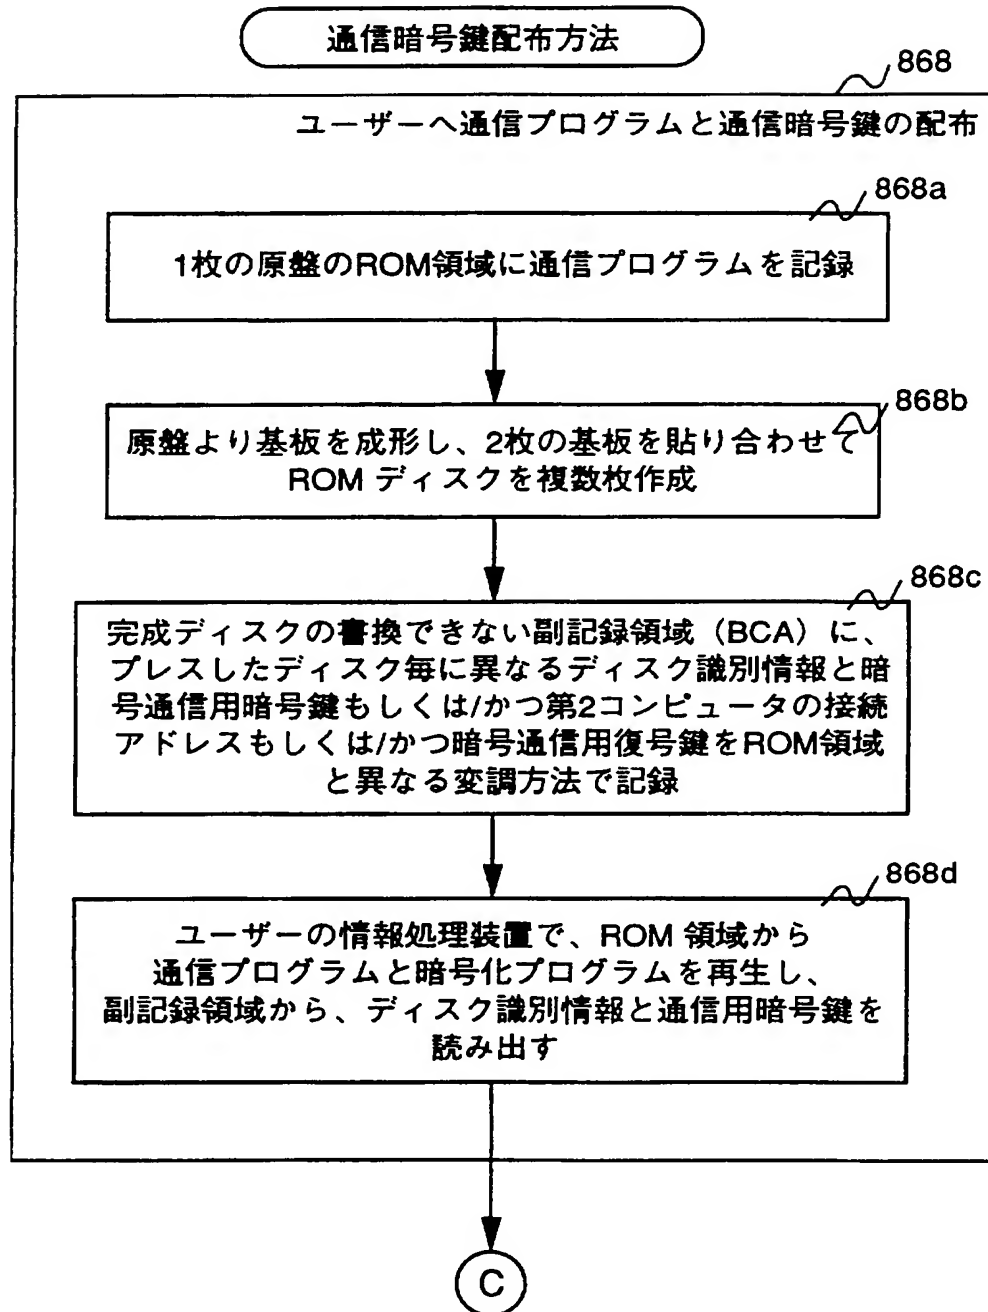 通信暗号鍵配布方法
868
ユーザーへ通信プログラムと通信暗号鍵の配布
868a
1枚の原盤のROM領域に通信プログラムを記録
868b
原盤より基板を成形し、2枚の基板を貼り合わせて
ROM ディスクを複数枚作成
868c
完成ディスクの書換できない副記録領域（BCA）に、
プレスしたディスク毎に異なるディスク識別情報と暗
号通信用暗号鍵もしくは/かつ第2コンピュータの接続
アドレスもしくは/かつ暗号通信用復号鍵をROM領域
と異なる変調方法で記録
868d
ユーザーの情報処理装置で、ROM 領域から
通信プログラムと暗号化プログラムを再生し、
副記録領域から、ディスク識別情報と通信用暗号鍵を
読み出す
C